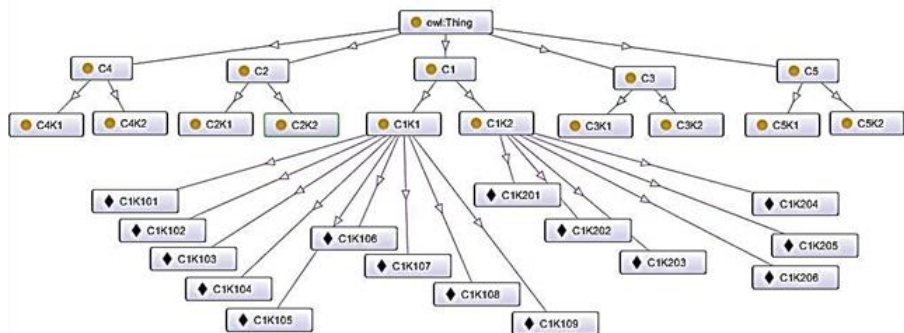 owl:Thing
C4
C2
C1
C3
C5
C4K1
C4K2
C2K1
C2K2
C1K1
C1K2
C3K1
C3K2
C5K1
C5K2
C1K101
C1K102
C1K103
C1K104
C1K105
C1K106
C1K107
C1K108
C1K109
C1K201
C1K202
C1K203
C1K204
C1K205
C1K206